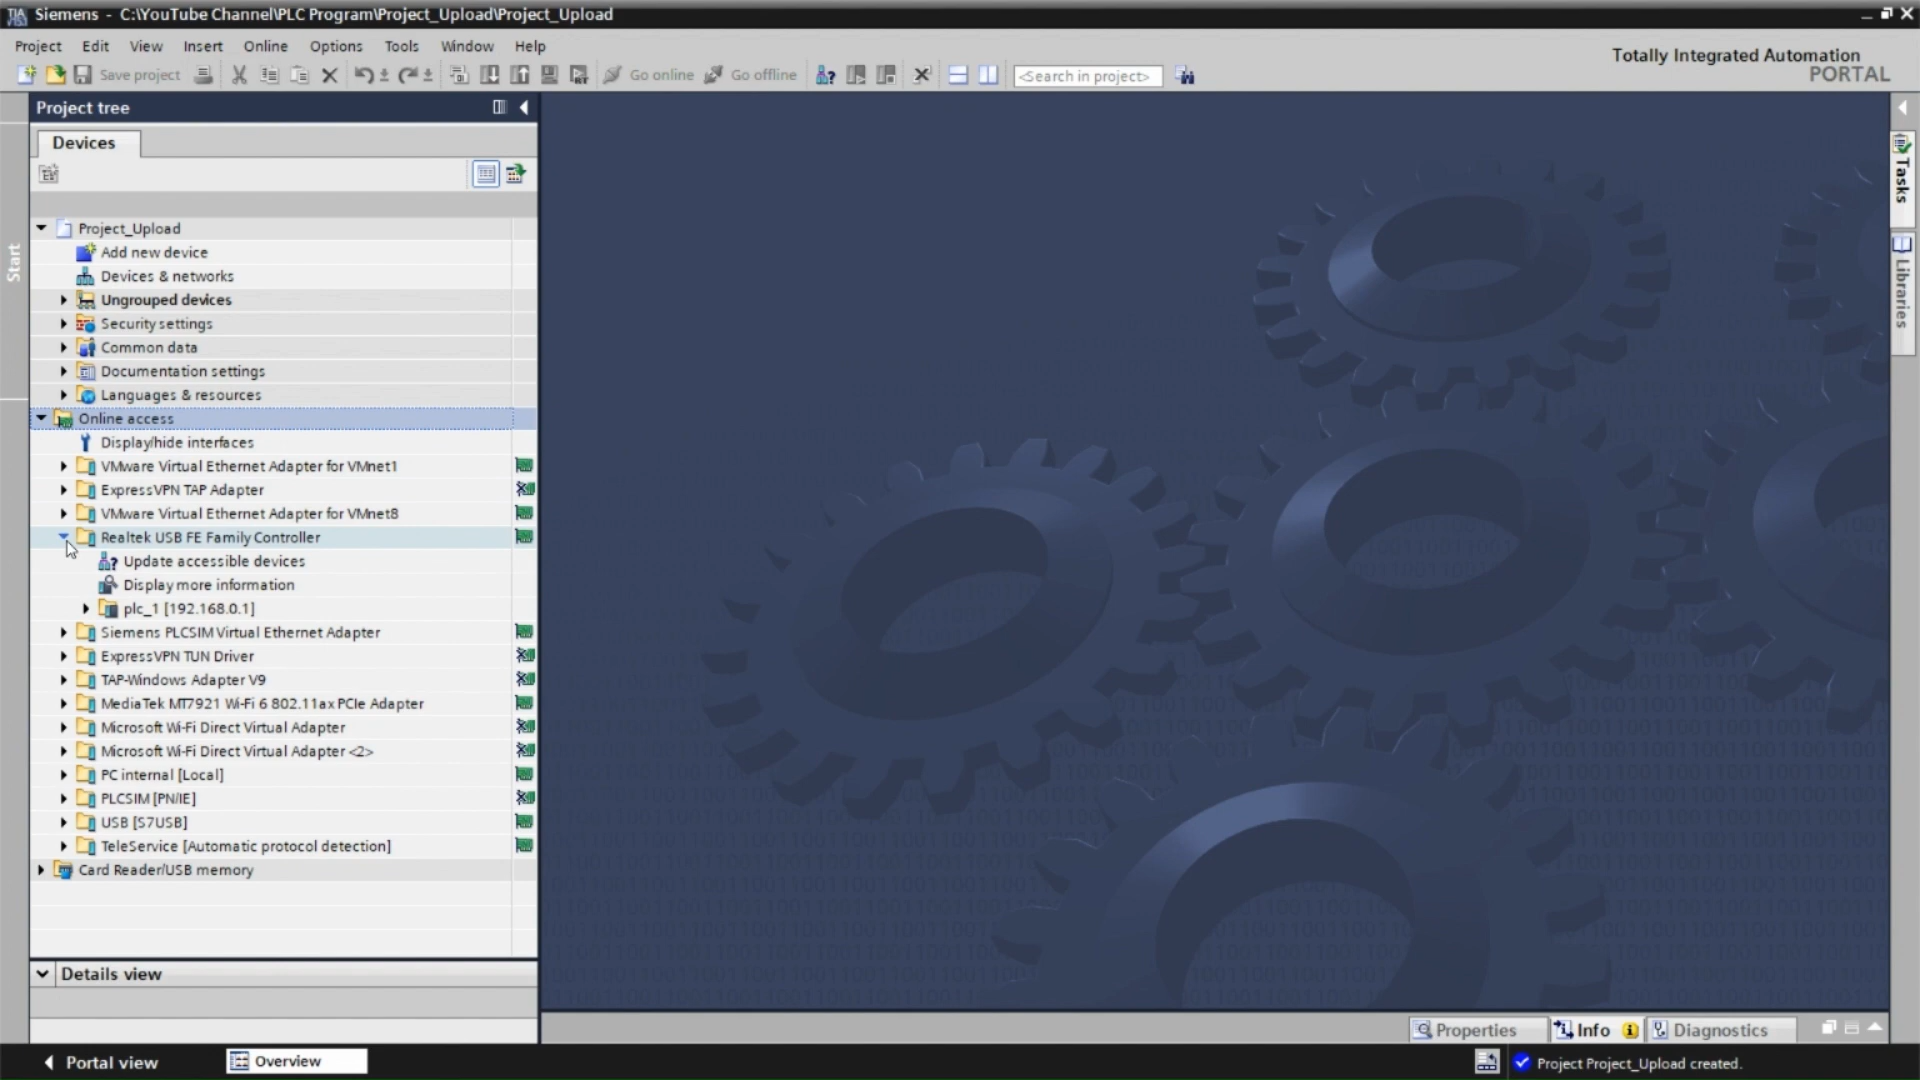 Siemens - C:\YouTube Channel\PLC Program\Project_Upload\Project_Upload
Project Edit View Insert Online Options Tools Window Help
Totally Integrated Automation
PORTAL
Save project Go online Go offline <Search in project>
Project tree
Devices
Start
Project_Upload
Add new device
Devices & networks
Ungrouped devices
Security settings
Common data
Documentation settings
Languages & resources
Online access
Display/hide interfaces
VMware Virtual Ethernet Adapter for VMnet1
ExpressVPN TAP Adapter
VMware Virtual Ethernet Adapter for VMnet8
Realtek USB FE Family Controller
Update accessible devices
Display more information
plc_1 [192.168.0.1]
Siemens PLCSIM Virtual Ethernet Adapter
ExpressVPN TUN Driver
TAP-Windows Adapter V9
MediaTek MT7921 Wi-Fi 6 802.11ax PCIe Adapter
Microsoft Wi-Fi Direct Virtual Adapter
Microsoft Wi-Fi Direct Virtual Adapter <2>
PC internal [Local]
PLCSIM [PN/IE]
USB [S7USB]
TeleService [Automatic protocol detection]
Card Reader/USB memory
Details view
Tasks
Libraries
Properties Info Diagnostics
Portal view Overview
Project Project_Upload created.